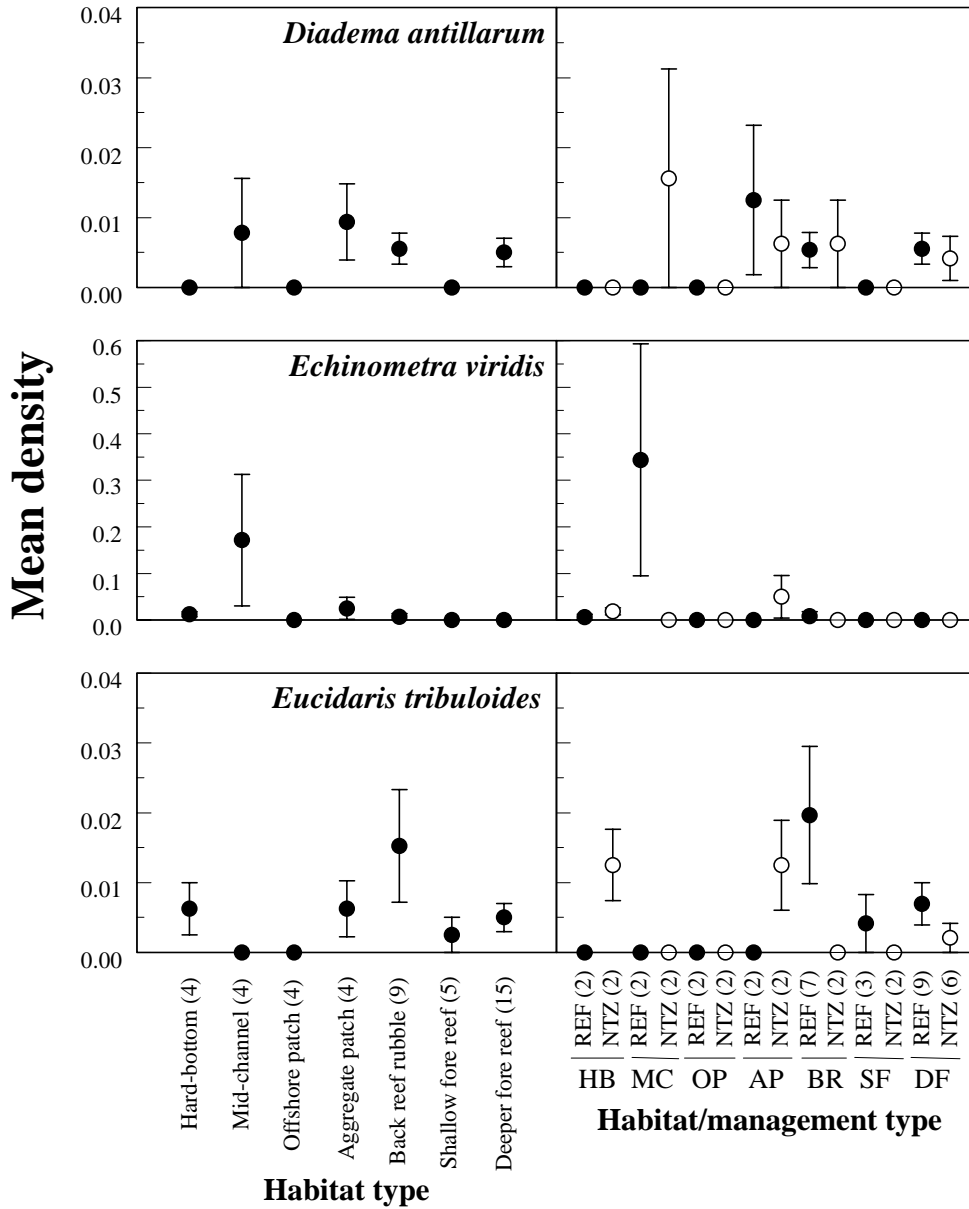 Mean density
Diadema antillarum
0.04
0.03
0.02
0.01
0.00
Echinometra viridis
0.6
0.5
0.4
0.3
0.2
0.1
0.0
Eucidaris tribuloides
0.04
0.03
0.02
0.01
0.00
Hard-bottom (4)
Mid-channel (4)
Offshore patch (4)
Aggregate patch (4)
Back reef rubble (9)
Shallow fore reef (5)
Deeper fore reef (15)
Habitat type
REF (2)
NTZ (2)
REF (2)
NTZ (2)
REF (2)
NTZ (2)
REF (2)
NTZ (2)
REF (7)
NTZ (2)
REF (3)
NTZ (2)
REF (9)
NTZ (6)
HB MC OP AP BR SF DF
Habitat/management type